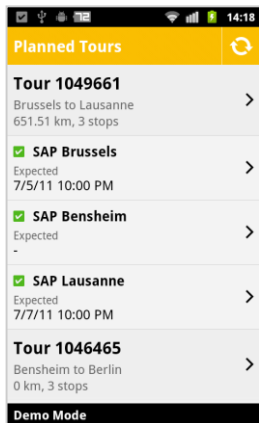 14:18
Planned Tours
Tour 1049661
Brussels to Lausanne
651.51 km, 3 stops
SAP Brussels
Expected
7/5/11 10:00 PM
SAP Bensheim
Expected
-
SAP Lausanne
Expected
7/7/11 10:00 PM
Tour 1046465
Bensheim to Berlin
0 km, 3 stops
Demo Mode